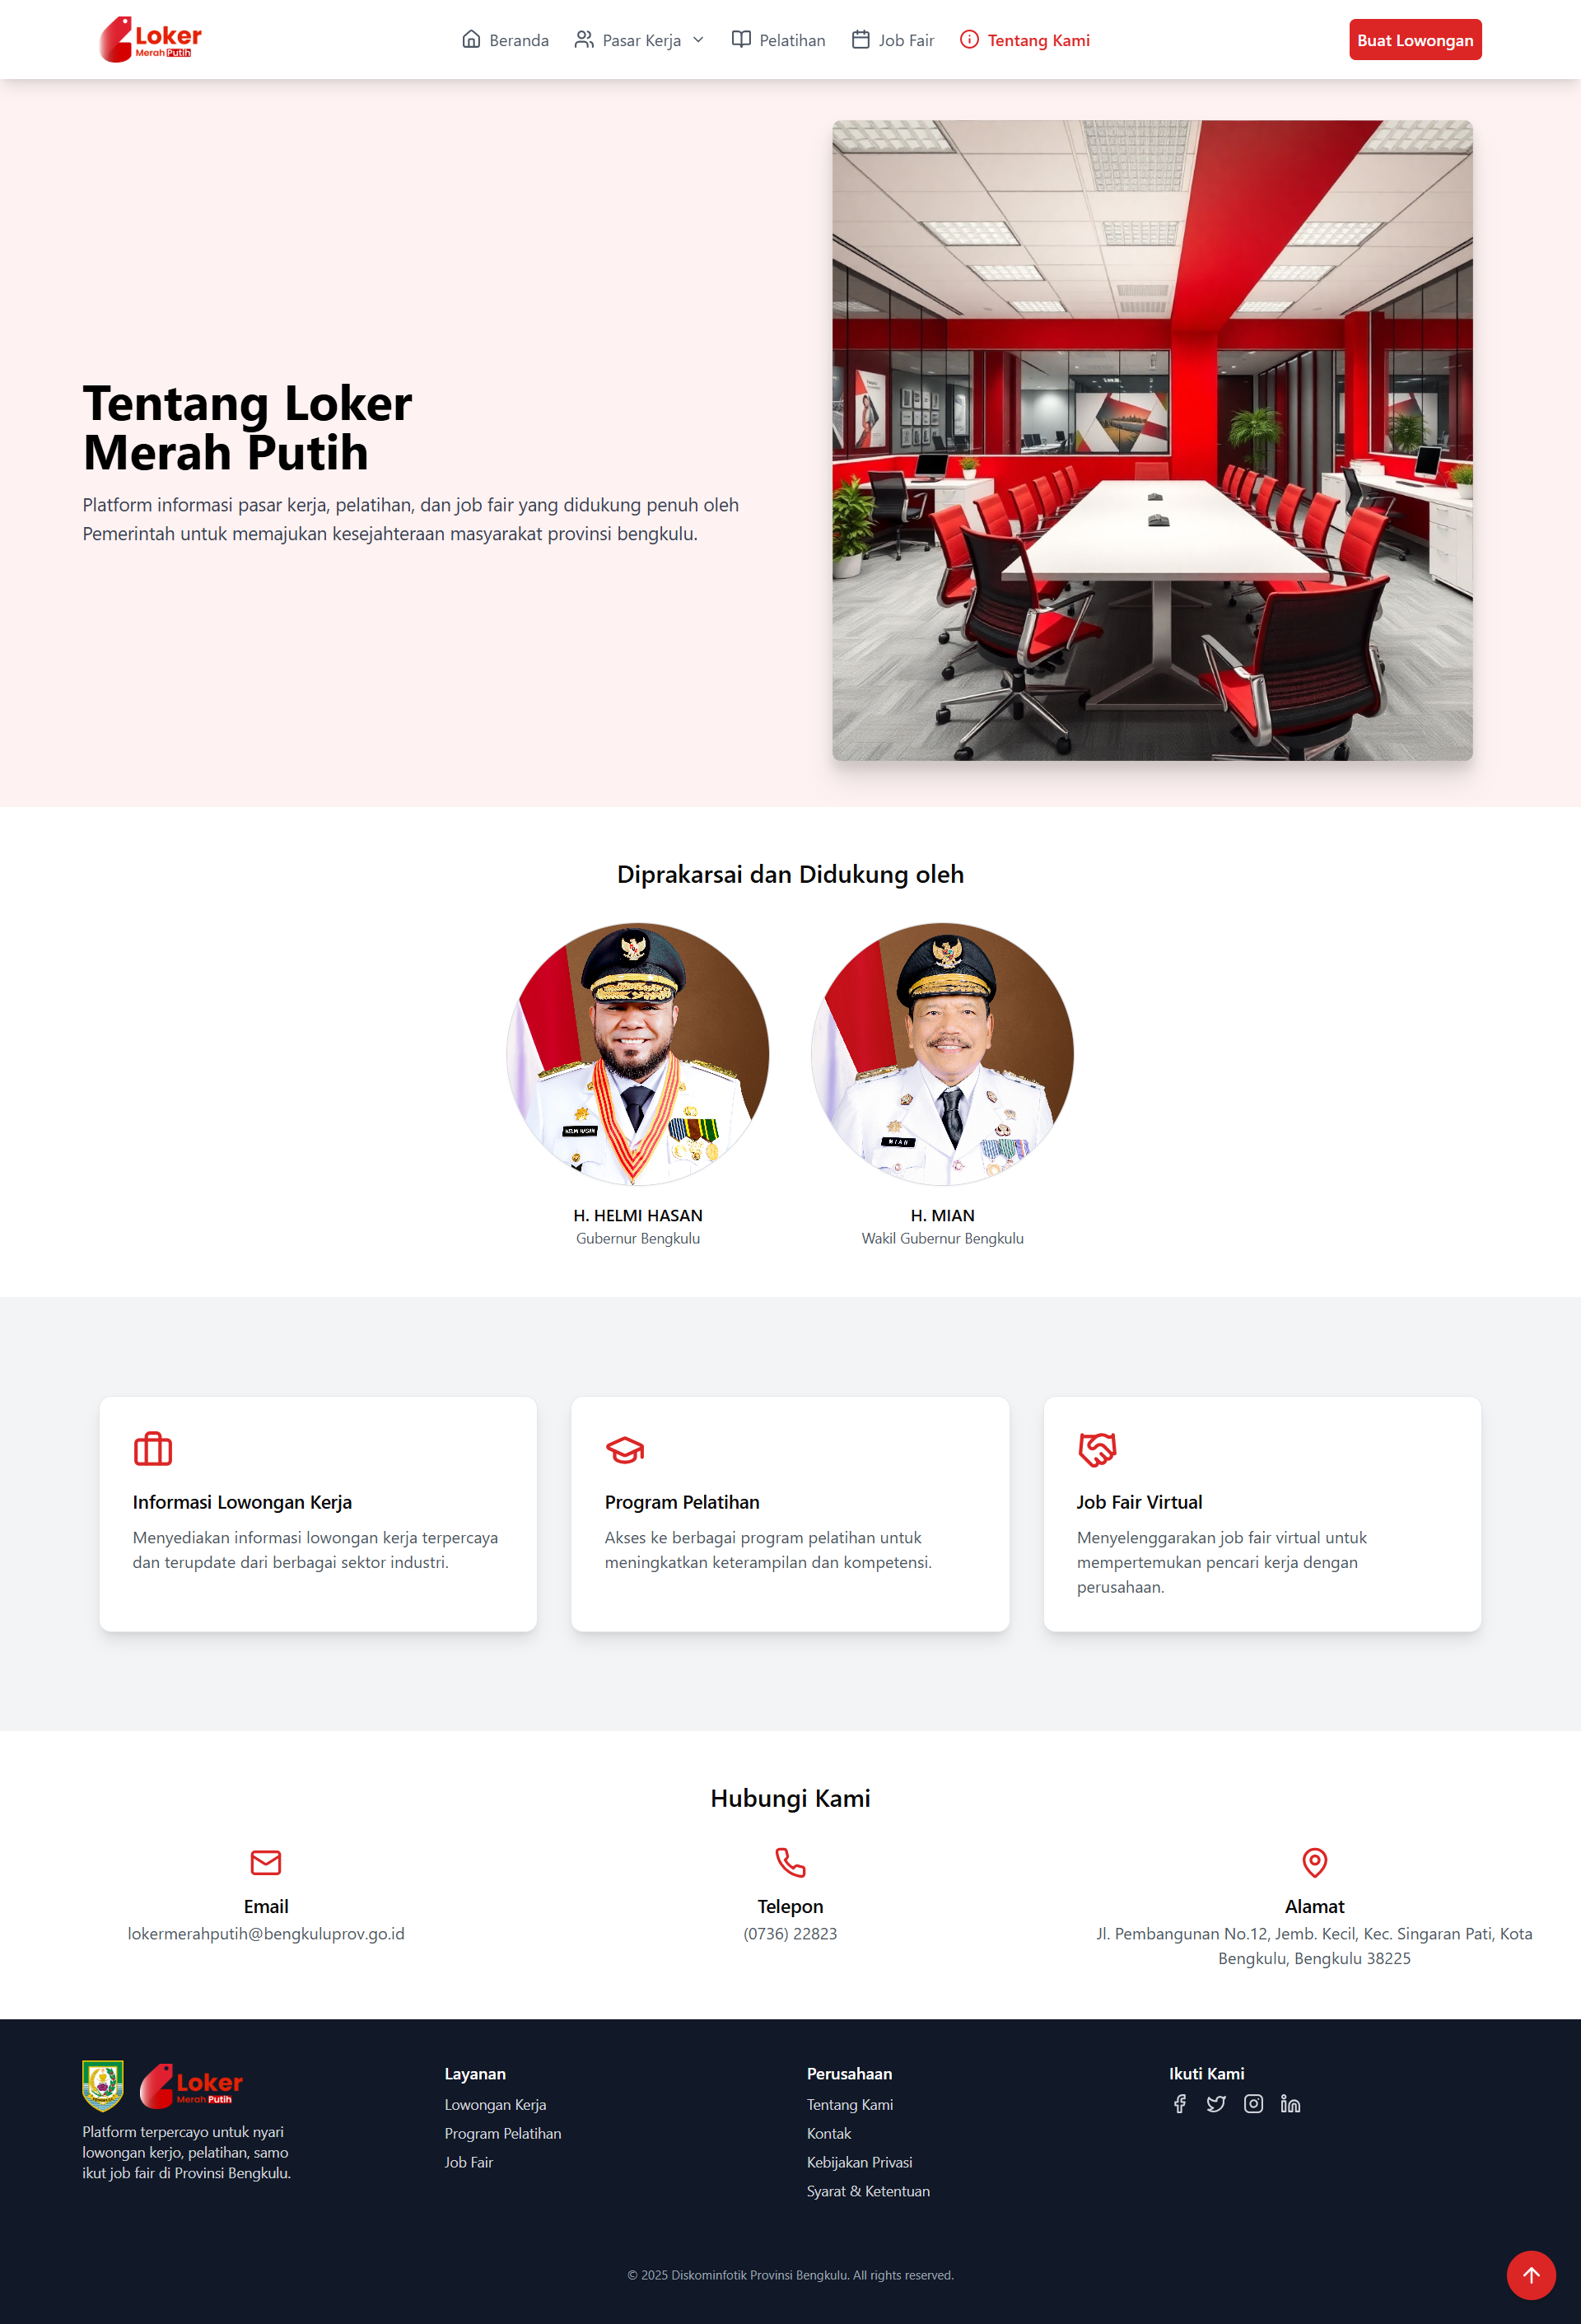 Loker
Merah Putih
Beranda
Pasar Kerja
Pelatihan
Job Fair
Tentang Kami
Buat Lowongan
Tentang Loker
Merah Putih
Platform informasi pasar kerja, pelatihan, dan job fair yang didukung penuh oleh
Pemerintah untuk memajukan kesejahteraan masyarakat provinsi bengkulu.
Diprakarsai dan Didukung oleh
HELMI HASAN
MIAN
H. HELMI HASAN
Gubernur Bengkulu
H. MIAN
Wakil Gubernur Bengkulu
Informasi Lowongan Kerja
Menyediakan informasi lowongan kerja terpercaya
dan terupdate dari berbagai sektor industri.
Program Pelatihan
Akses ke berbagai program pelatihan untuk
meningkatkan keterampilan dan kompetensi.
Job Fair Virtual
Menyelenggarakan job fair virtual untuk
mempertemukan pencari kerja dengan
perusahaan.
Hubungi Kami
Email
lokermerahputih@bengkuluprov.go.id
Telepon
(0736) 22823
Alamat
Jl. Pembangunan No.12, Jemb. Kecil, Kec. Singaran Pati, Kota
Bengkulu, Bengkulu 38225
Loker
Merah Putih
Platform terpercayo untuk nyari
lowongan kerjo, pelatihan, samo
ikut job fair di Provinsi Bengkulu.
Layanan
Lowongan Kerja
Program Pelatihan
Job Fair
Perusahaan
Tentang Kami
Kontak
Kebijakan Privasi
Syarat & Ketentuan
Ikuti Kami
© 2025 Diskominfotik Provinsi Bengkulu. All rights reserved.